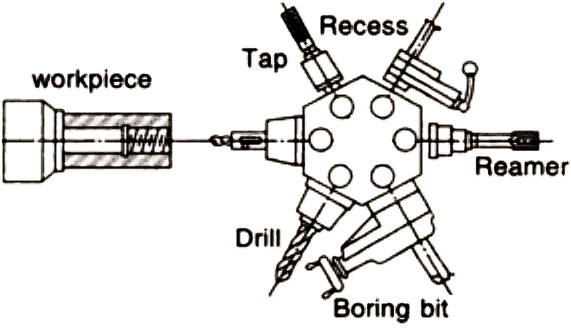 Recess
Tap
workpiece
Reamer
Drill
Boring bit